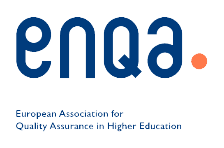 enqa.
European Association for
Quality Assurance in Higher Education